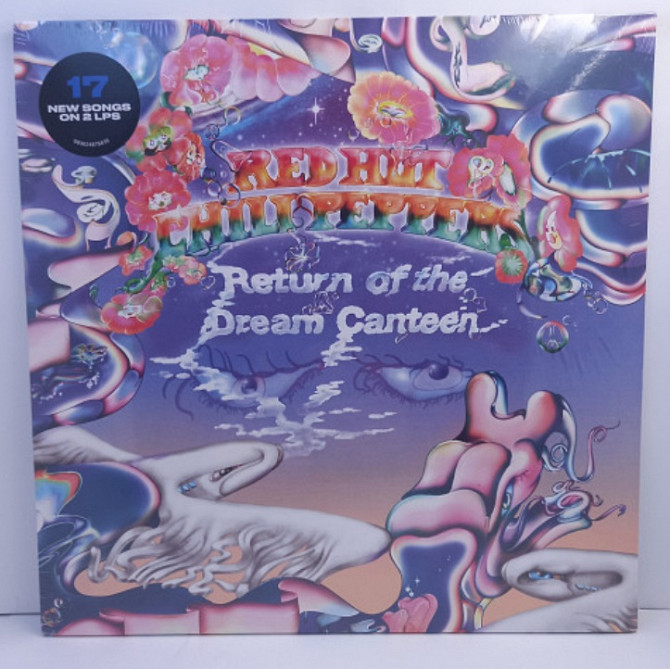 17
NEW SONGS
ON 2 LPS
RED HOT
CHILI PEPPERS
Return of the
Dream Canteen